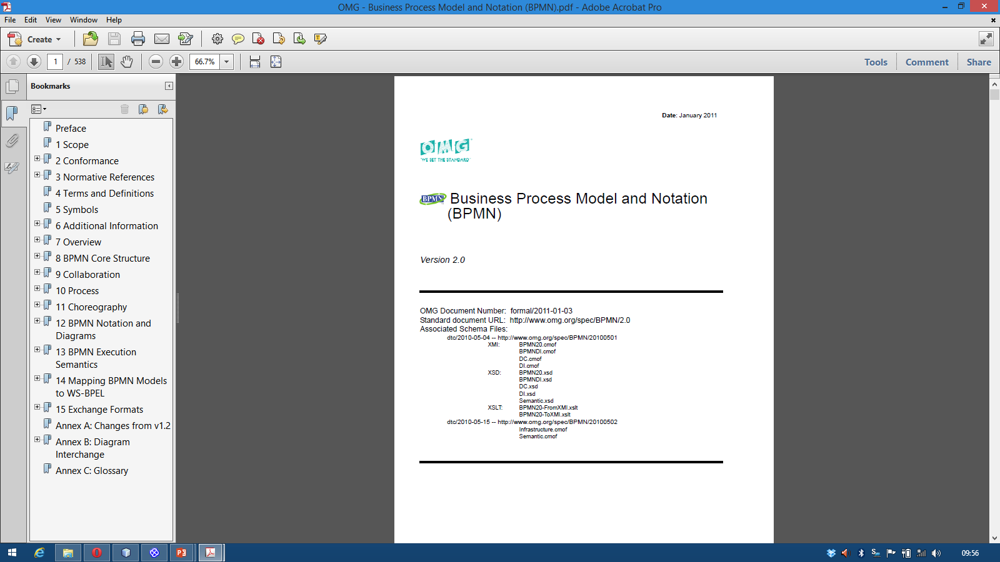 OMG - Business Process Model and Notation (BPMN).pdf - Adobe Acrobat Pro
File Edit View Window Help
Create
1 / 538 66.7% Tools Comment Share
Bookmarks
Preface
1 Scope
2 Conformance
3 Normative References
4 Terms and Definitions
5 Symbols
6 Additional Information
7 Overview
8 BPMN Core Structure
9 Collaboration
10 Process
11 Choreography
12 BPMN Notation and
Diagrams
13 BPMN Execution
Semantics
14 Mapping BPMN Models
to WS-BPEL
15 Exchange Formats
Annex A: Changes from v1.2
Annex B: Diagram
Interchange
Annex C: Glossary
Date: January 2011
OMG
"WE SET THE STANDARD"
BPMN Business Process Model and Notation
(BPMN)
Version 2.0
OMG Document Number: formal/2011-01-03
Standard document URL: http://www.omg.org/spec/BPMN/2.0
Associated Schema Files:
dtc/2010-05-04 -- http://www.omg.org/spec/BPMN/20100501
XMI: BPMN20.cmof
BPMNDI.cmof
DC.cmof
DI.cmof
XSD: BPMN20.xsd
BPMNDI.xsd
DC.xsd
DI.xsd
Semantic.xsd
XSLT: BPMN20-FromXMI.xslt
BPMN20-ToXMI.xslt
dtc/2010-05-15 -- http://www.omg.org/spec/BPMN/20100502
Infrastructure.cmof
Semantic.cmof
09:56